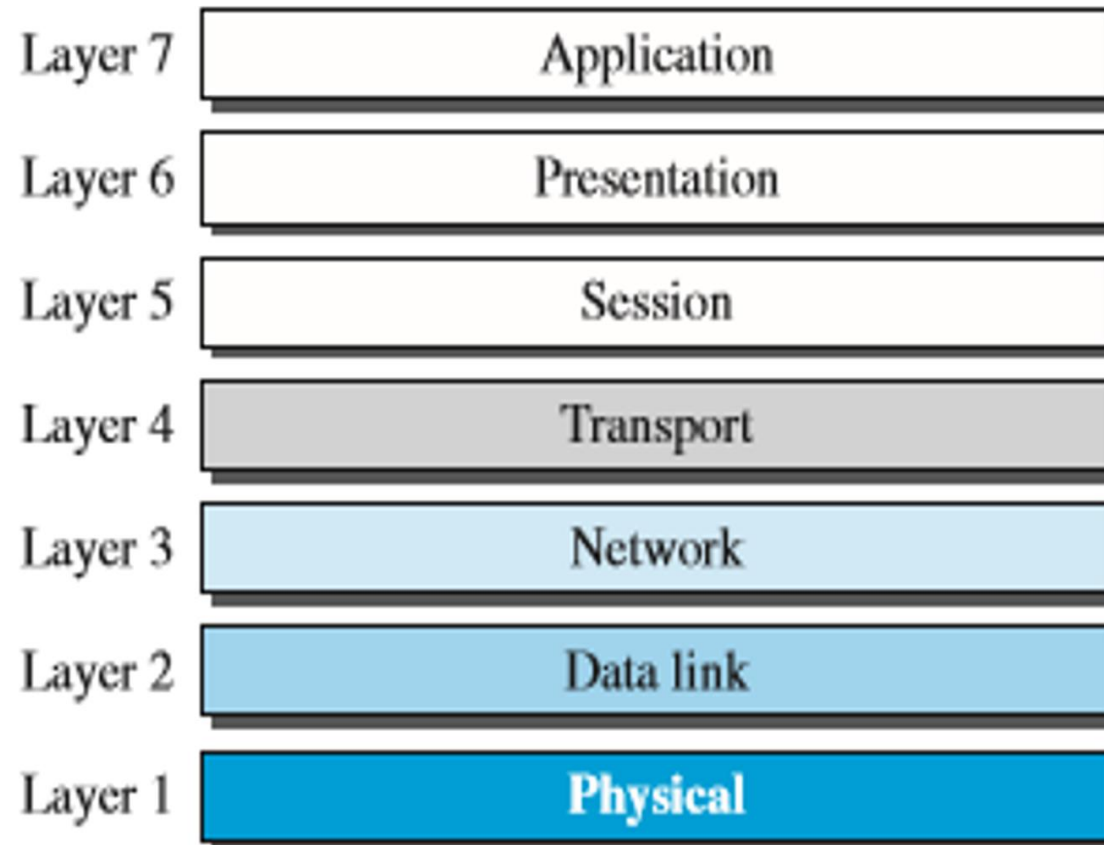 Layer 7 Application
Layer 6 Presentation
Layer 5 Session
Layer 4 Transport
Layer 3 Network
Layer 2 Data link
Layer 1 Physical